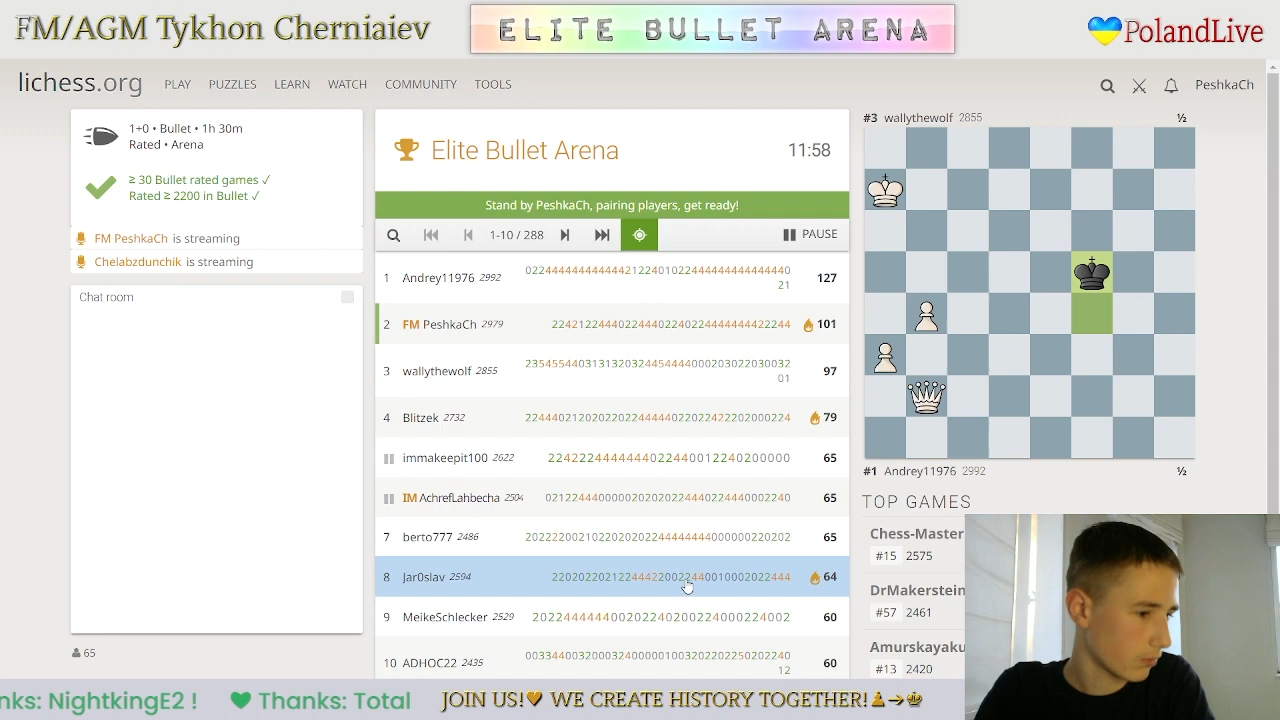 FM/AGM Tykhon Cherniaiev
ELITE BULLET ARENA
PolandLive
lichess.org
PLAY PUZZLES LEARN WATCH COMMUNITY TOOLS
PeshkaCh
1+0 • Bullet • 1h 30m
Rated • Arena
≥ 30 Bullet rated games ✓
Rated ≥ 2200 in Bullet ✓
FM PeshkaCh is streaming
Chelabzdunchik is streaming
Chat room
65
Elite Bullet Arena 11:58
Stand by PeshkaCh, pairing players, get ready!
1-10 / 288 PAUSE
1 Andrey11976 2992 127
21
2 FM PeshkaCh 2979 101
3 wallythewolf 2855 97
01
4 Blitzek 2732 79
immakeepit100 2622 65
IM AchrefLahbecha 2504 65
7 berto777 2486 65
8 Jar0slav 2594 64
9 MeikeSchlecker 2529 60
10 ADHOC22 2435 60
12
#3 wallythewolf 2855 ½
#1 Andrey11976 2992 ½
TOP GAMES
Chess-Master
#15 2575
DrMakerstein
#57 2461
Amurskayaku
#13 2420
nks: NightkingE2 ! Thanks: Total
JOIN US! WE CREATE HISTORY TOGETHER!